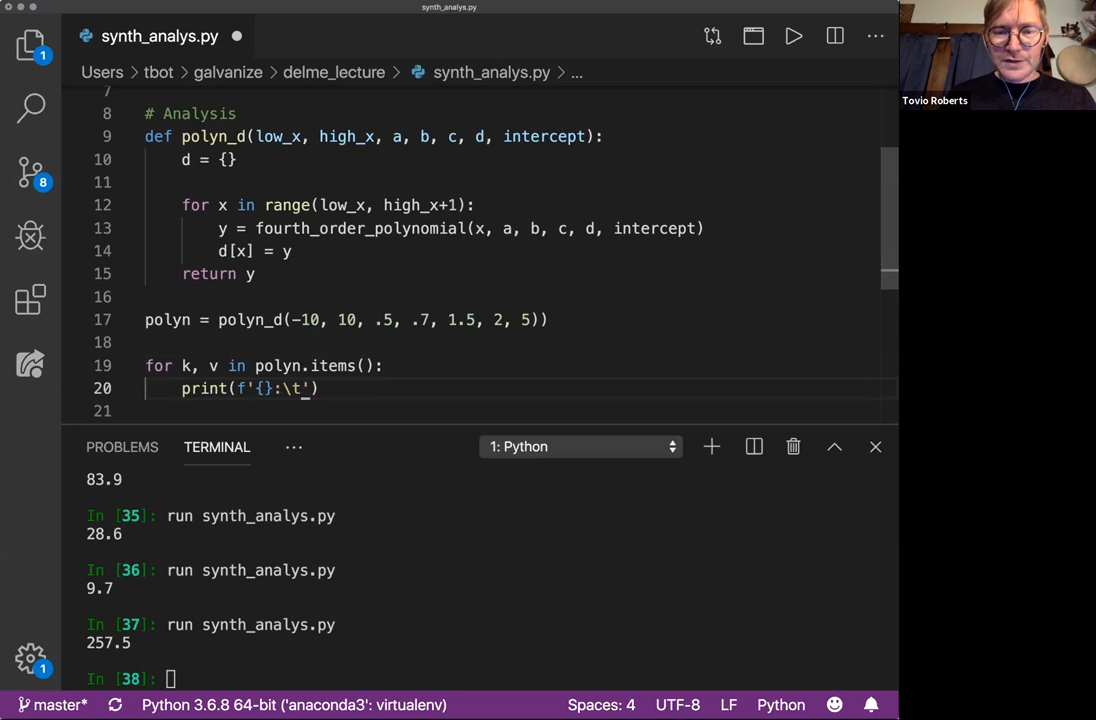 synth_analys.py
synth_analys.py
Users > tbot > galvanize > delme_lecture > synth_analys.py > ...
Tovio Roberts
1
8
1
7
8 # Analysis
9 def polyn_d(low_x, high_x, a, b, c, d, intercept):
10 d = {}
11
12 for x in range(low_x, high_x+1):
13 y = fourth_order_polynomial(x, a, b, c, d, intercept)
14 d[x] = y
15 return y
16
17 polyn = polyn_d(-10, 10, .5, .7, 1.5, 2, 5))
18
19 for k, v in polyn.items():
20 print(f'{}:\t')
21
PROBLEMS TERMINAL ... 1: Python
83.9
In [35]: run synth_analys.py
28.6
In [36]: run synth_analys.py
9.7
In [37]: run synth_analys.py
257.5
In [38]:
master* Python 3.6.8 64-bit ('anaconda3': virtualenv) Spaces: 4 UTF-8 LF Python